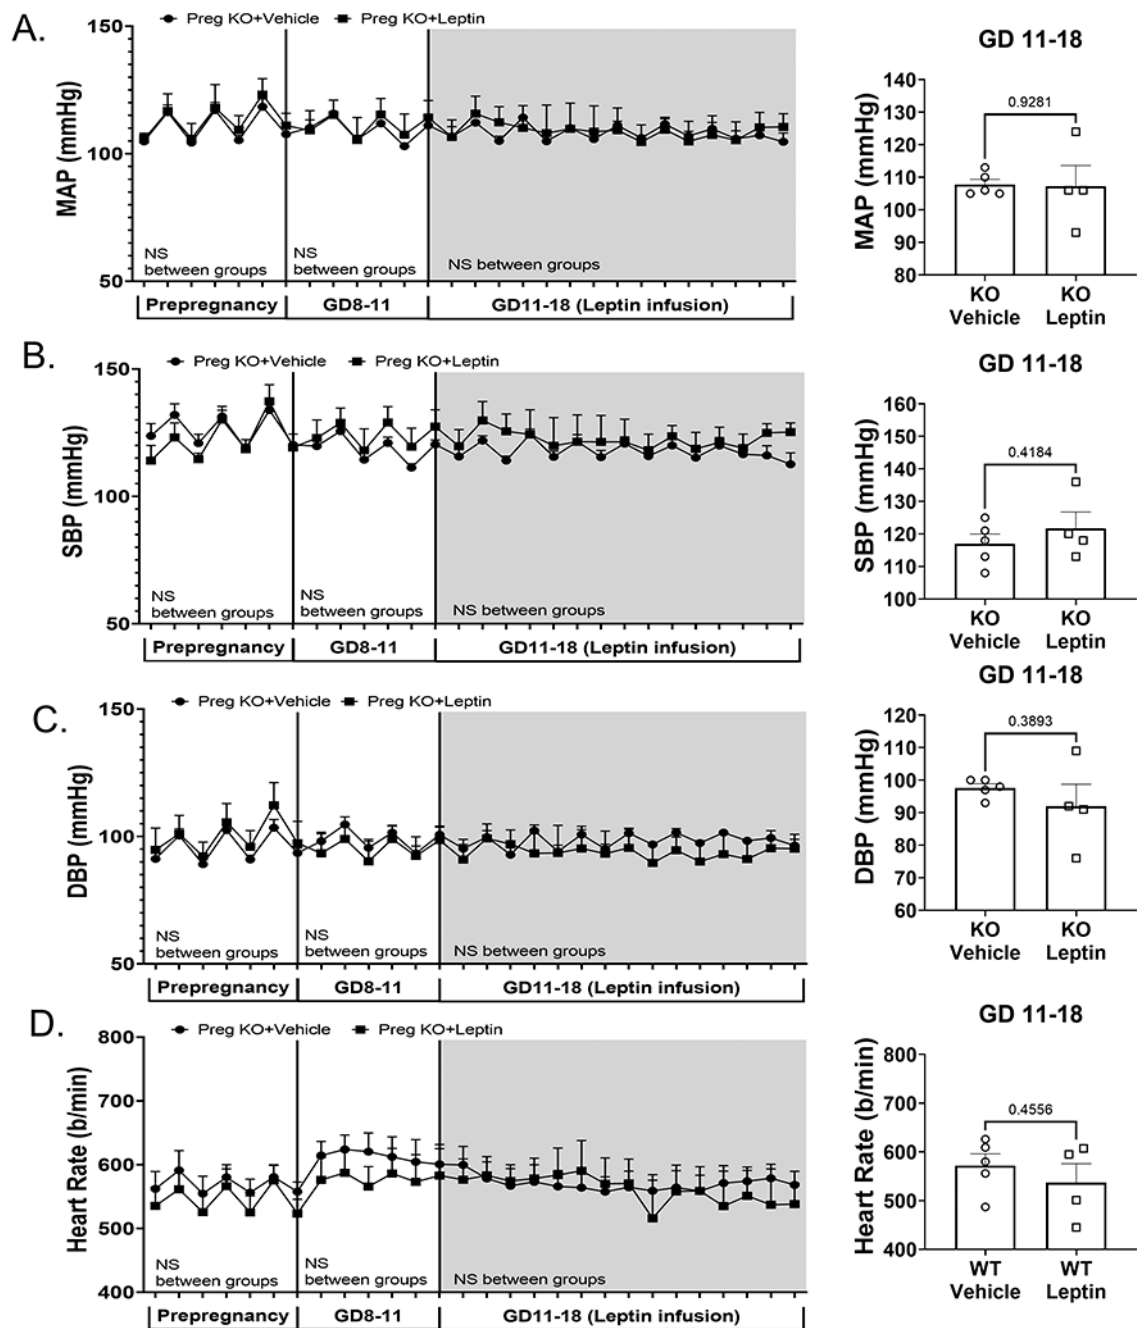 A.
Preg KO+Vehicle Preg KO+Leptin
MAP (mmHg)
150
100
50
NS
between groups
NS
between groups
NS between groups
Prepregnancy GD8-11 GD11-18 (Leptin infusion)
GD 11-18
MAP (mmHg)
140
130
120
110
100
90
80
0.9281
KO
Vehicle
KO
Leptin
B.
Preg KO+Vehicle Preg KO+Leptin
SBP (mmHg)
150
100
50
NS
between groups
NS
between groups
NS between groups
Prepregnancy GD8-11 GD11-18 (Leptin infusion)
GD 11-18
SBP (mmHg)
160
150
140
130
120
110
100
0.4184
KO
Vehicle
KO
Leptin
C.
Preg KO+Vehicle Preg KO+Leptin
DBP (mmHg)
150
100
50
NS
between groups
NS
between groups
NS between groups
Prepregnancy GD8-11 GD11-18 (Leptin infusion)
GD 11-18
DBP (mmHg)
120
110
100
90
80
70
60
0.3893
KO
Vehicle
KO
Leptin
D.
Preg KO+Vehicle Preg KO+Leptin
Heart Rate (b/min)
800
700
600
500
400
NS
between groups
NS
between groups
NS between groups
Prepregnancy GD8-11 GD11-18 (Leptin infusion)
GD 11-18
Heart Rate (b/min)
800
700
600
500
400
0.4556
WT
Vehicle
WT
Leptin